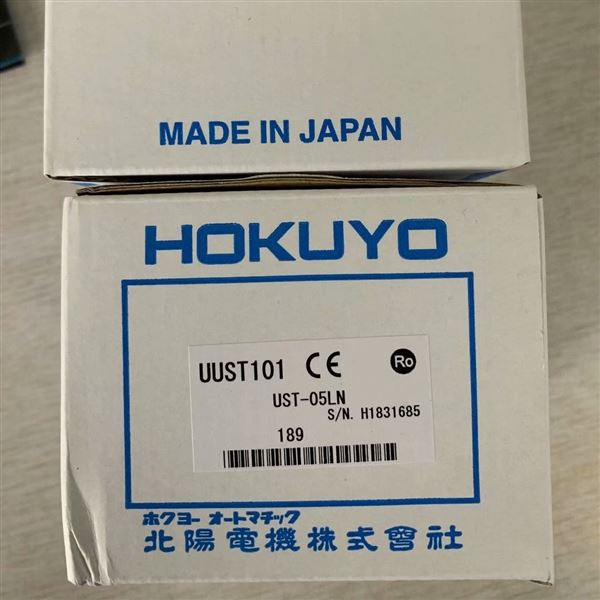 MADE IN JAPAN
HOKUYO
UUST101 CE Ro
UST-05LN
S/N. H1831685
189
ホクヨー オートマチック
北陽電機株式會社